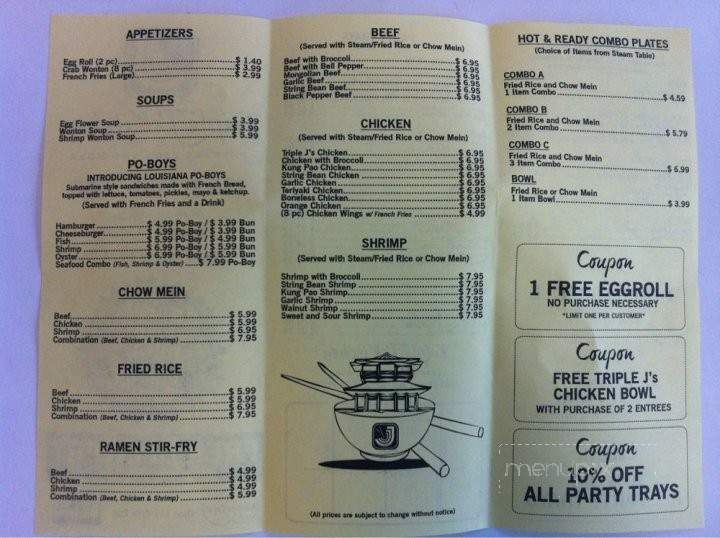 APPETIZERS
Egg Roll (2 pc) $ 1.40
Crab Wonton (8 pc) $ 3.99
French Fries (Large) $ 2.99
SOUPS
Egg Flower Soup $ 3.99
Wonton Soup $ 3.99
Shrimp Wonton Soup $ 5.99
PO-BOYS
INTRODUCING LOUISIANA PO-BOYS
Submarine style sandwiches made with French Bread,
topped with lettuce, tomatoes, pickles, mayo & ketchup.
(Served with French Fries and a Drink)
Hamburger $ 4.99 Po-Boy / $ 3.99 Bun
Cheeseburger $ 4.99 Po-Boy / $ 3.99 Bun
Fish $ 5.99 Po-Boy / $ 4.99 Bun
Shrimp $ 6.99 Po-Boy / $ 5.99 Bun
Oyster $ 6.99 Po-Boy / $ 5.99 Bun
Seafood Combo (Fish, Shrimp & Oyster) $ 7.99 Po-Boy
CHOW MEIN
Beef $ 5.99
Chicken $ 5.99
Shrimp $ 6.95
Combination (Beef, Chicken & Shrimp) $ 7.95
FRIED RICE
Beef $ 5.99
Chicken $ 5.99
Shrimp $ 6.95
Combination (Beef, Chicken & Shrimp) $ 7.95
RAMEN STIR-FRY
Beef $ 4.99
Chicken $ 4.99
Shrimp $ 4.99
Combination (Beef, Chicken & Shrimp) $ 5.99
BEEF
(Served with Steam/Fried Rice or Chow Mein)
Beef with Broccoli $ 6.95
Beef with Bell Pepper $ 6.95
Mongolian Beef $ 6.95
Garlic Beef $ 6.95
String Bean Beef $ 6.95
Black Pepper Beef $ 6.95
CHICKEN
(Served with Steam/Fried Rice or Chow Mein)
Triple J's Chicken $ 6.95
Chicken with Broccoli $ 6.95
Kung Pao Chicken $ 6.95
String Bean Chicken $ 6.95
Garlic Chicken $ 6.95
Teriyaki Chicken $ 6.95
Boneless Chicken $ 6.95
Orange Chicken $ 6.95
(8 pc) Chicken Wings w/ French Fries $ 4.99
SHRIMP
(Served with Steam/Fried Rice or Chow Mein)
Shrimp with Broccoli $ 7.95
String Bean Shrimp $ 7.95
Kung Pao Shrimp $ 7.95
Garlic Shrimp $ 7.95
Walnut Shrimp $ 7.95
Sweet and Sour Shrimp $ 7.95
(All prices are subject to change without notice)
HOT & READY COMBO PLATES
(Choice of Items from Steam Table)
COMBO A
Fried Rice and Chow Mein
1 Item Combo $ 4.59
COMBO B
Fried Rice and Chow Mein
2 Item Combo $ 5.79
COMBO C
Fried Rice and Chow Mein
3 Item Combo $ 6.99
BOWL
Fried Rice or Chow Mein
1 Item Bowl $ 3.99
Coupon
1 FREE EGGROLL
NO PURCHASE NECESSARY
*LIMIT ONE PER CUSTOMER*
Coupon
FREE TRIPLE J's
CHICKEN BOWL
WITH PURCHASE OF 2 ENTREES
Coupon
10% OFF
ALL PARTY TRAYS